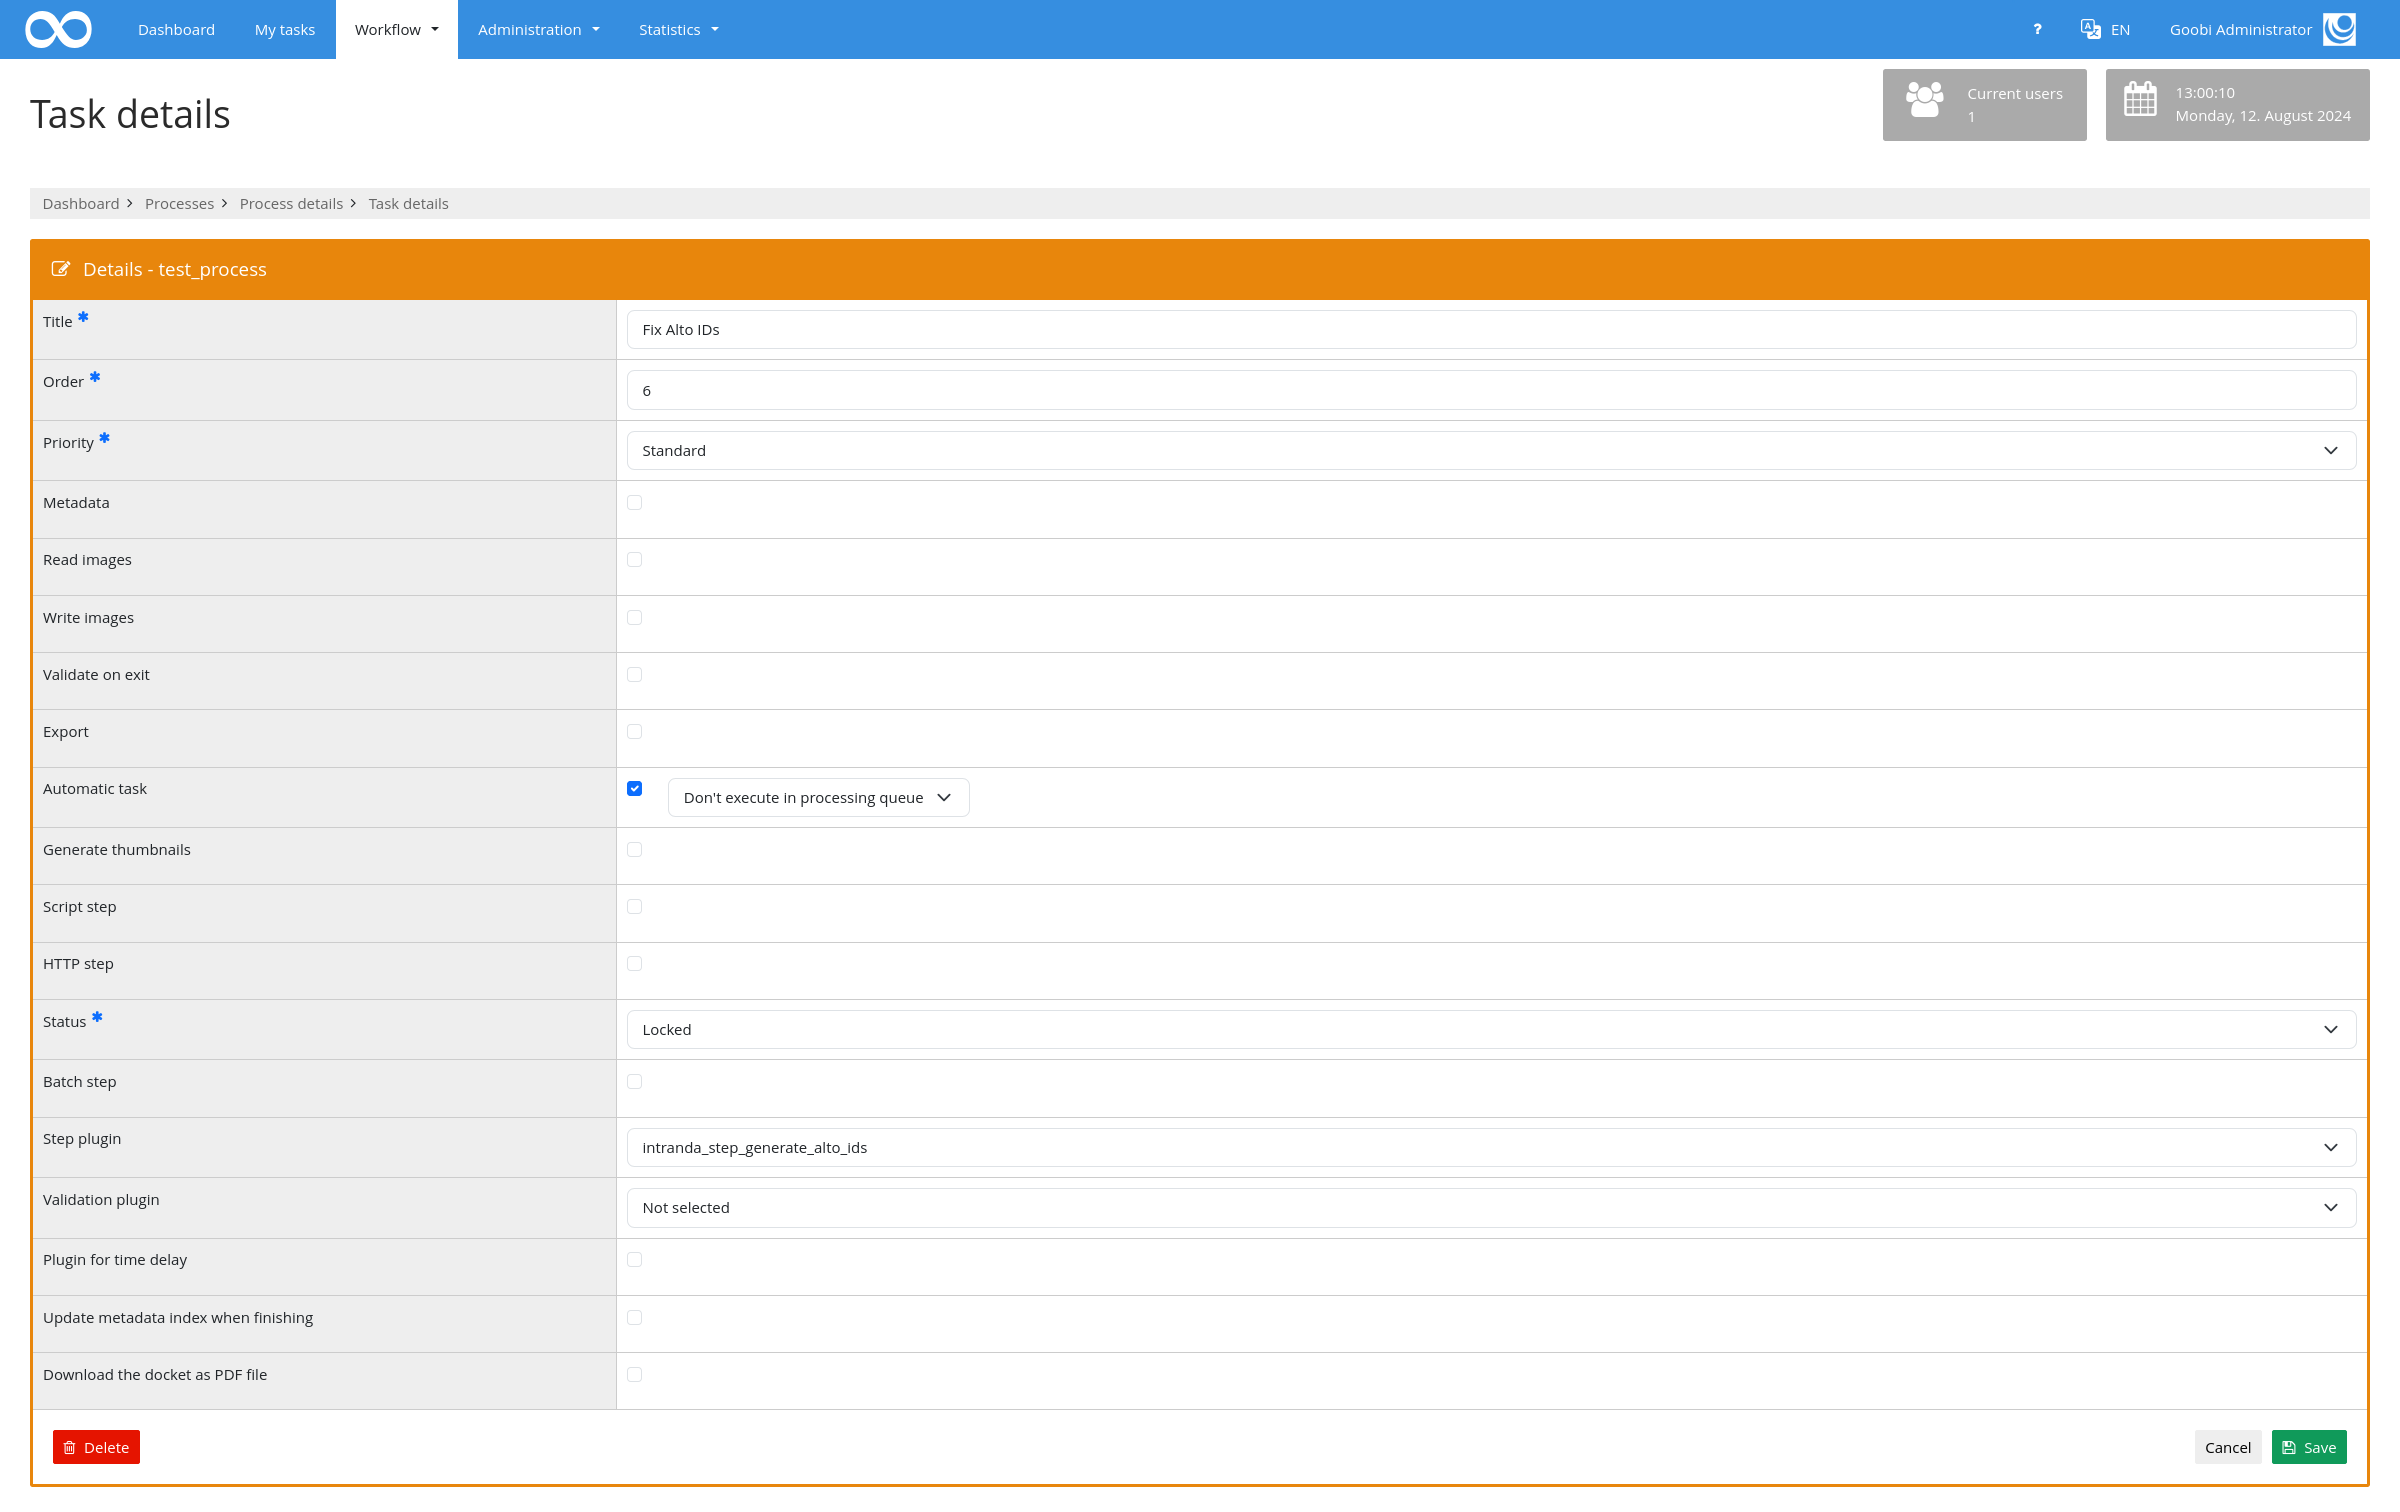 Dashboard My tasks Workflow Administration Statistics ? EN Goobi Administrator
Task details
Current users
1
13:00:10
Monday, 12. August 2024
Dashboard Processes Process details Task details
Details - test_process
Title * Fix Alto IDs
Order * 6
Priority * Standard
Metadata
Read images
Write images
Validate on exit
Export
Automatic task Don't execute in processing queue
Generate thumbnails
Script step
HTTP step
Status * Locked
Batch step
Step plugin intranda_step_generate_alto_ids
Validation plugin Not selected
Plugin for time delay
Update metadata index when finishing
Download the docket as PDF file
Delete Cancel Save